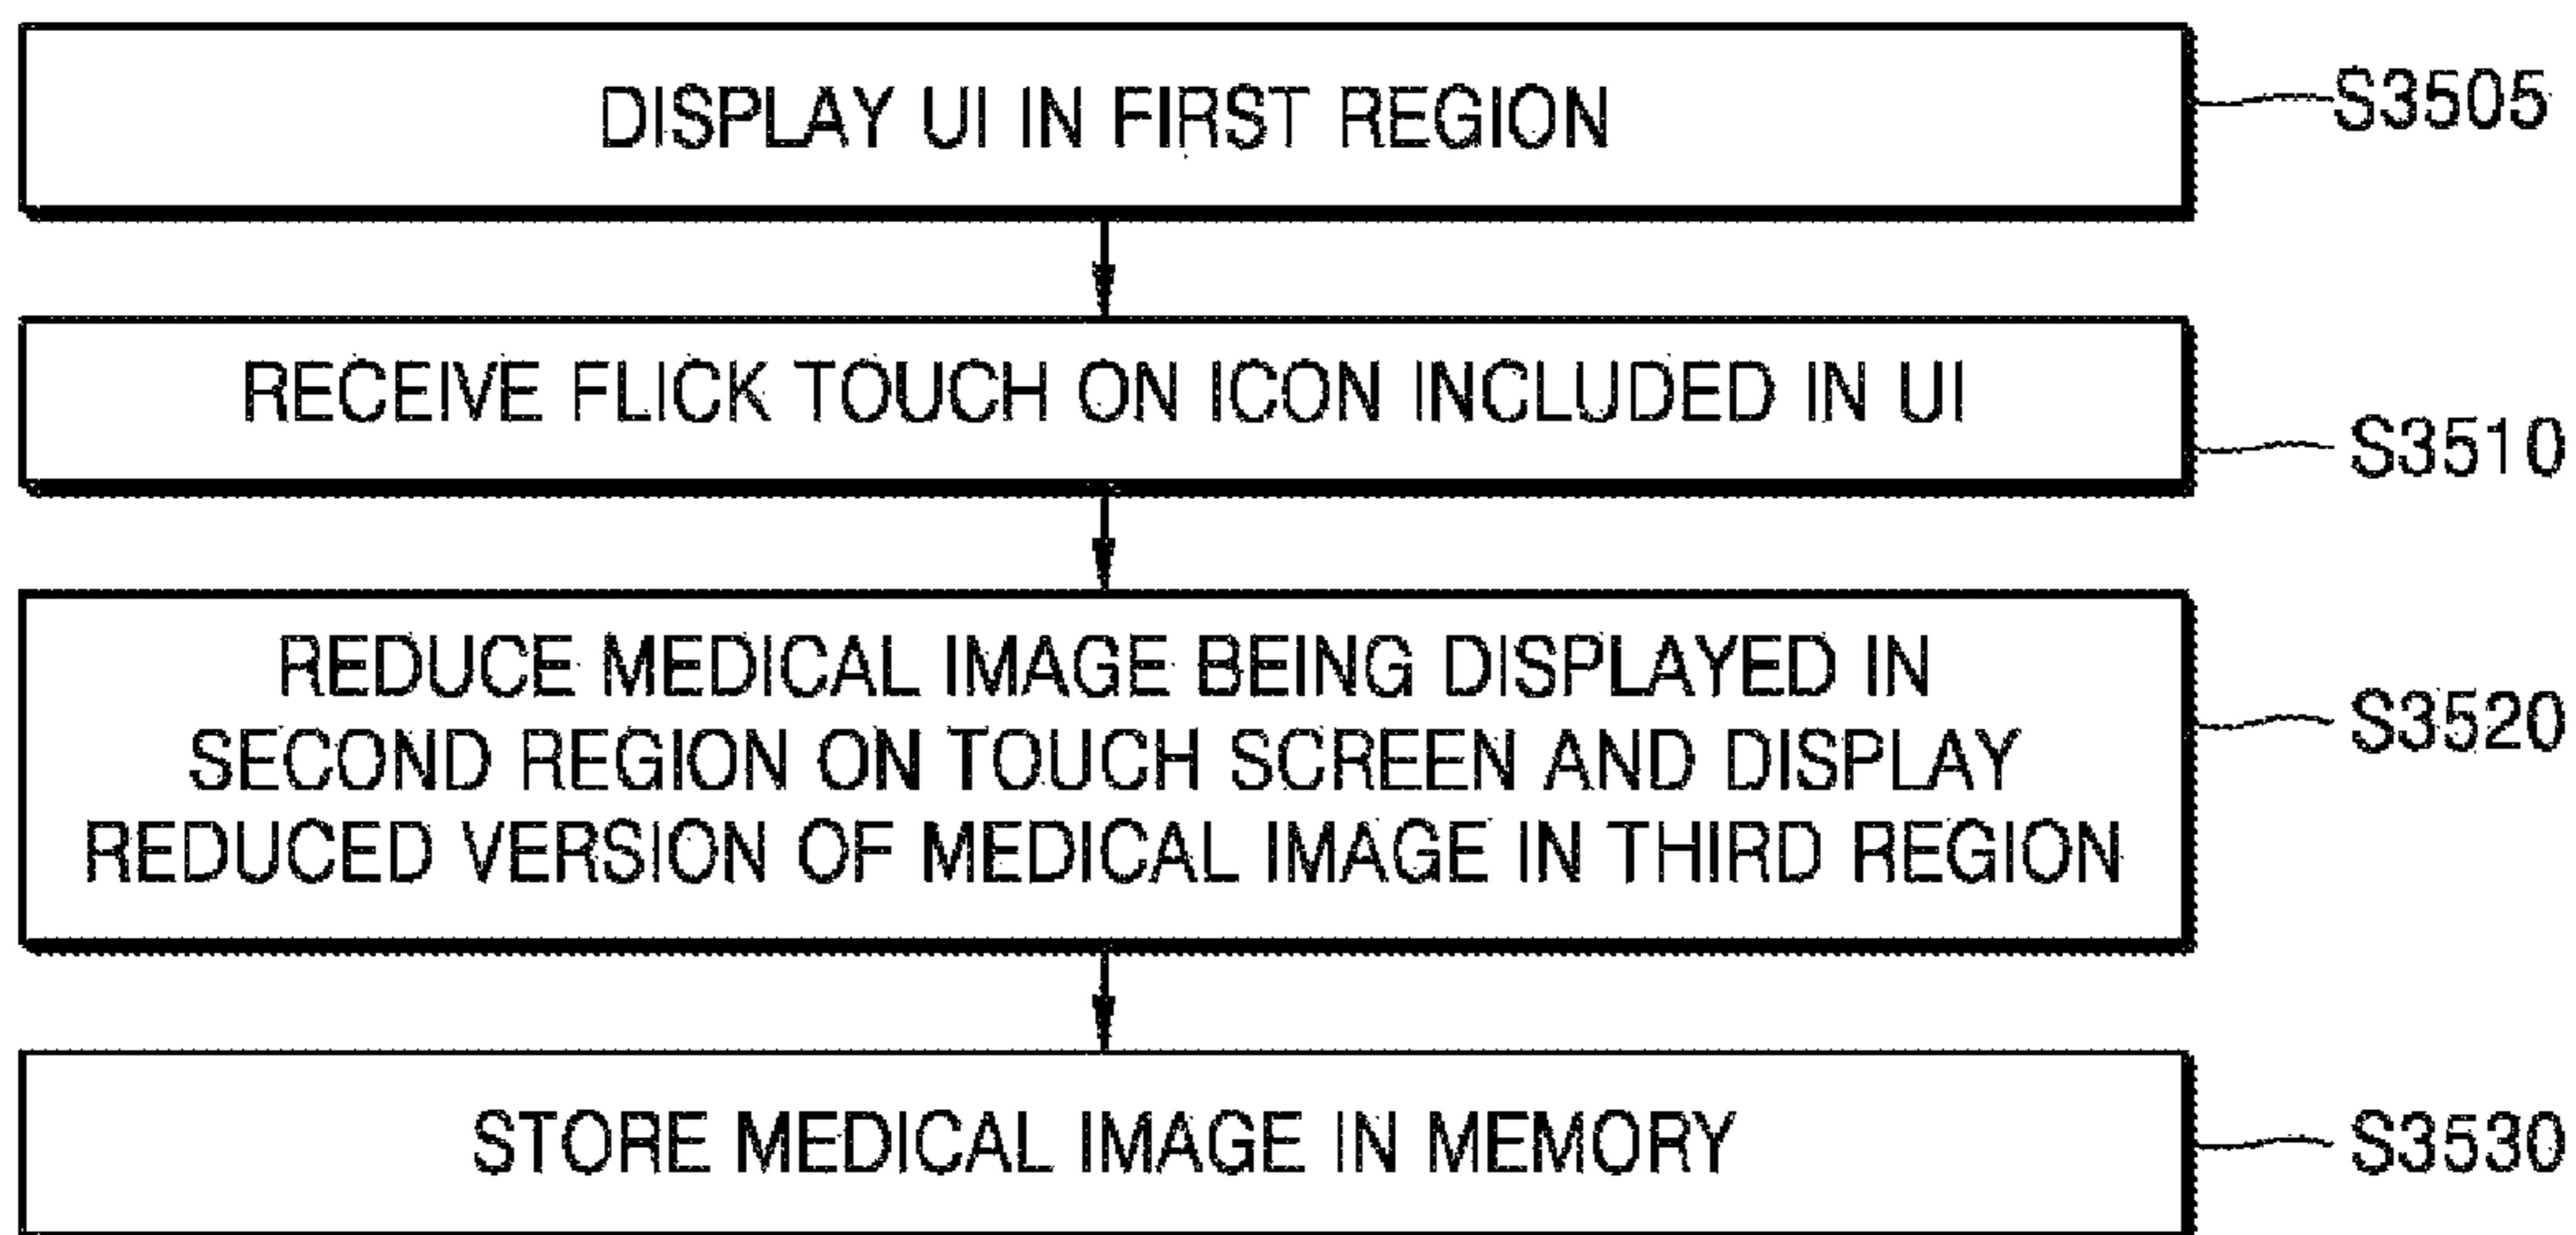 DISPLAY UI IN FIRST REGION
S3505
RECEIVE FLICK TOUCH ON ICON INCLUDED IN UI
S3510
REDUCE MEDICAL IMAGE BEING DISPLAYED IN
SECOND REGION ON TOUCH SCREEN AND DISPLAY
REDUCED VERSION OF MEDICAL IMAGE IN THIRD REGION
S3520
STORE MEDICAL IMAGE IN MEMORY
S3530